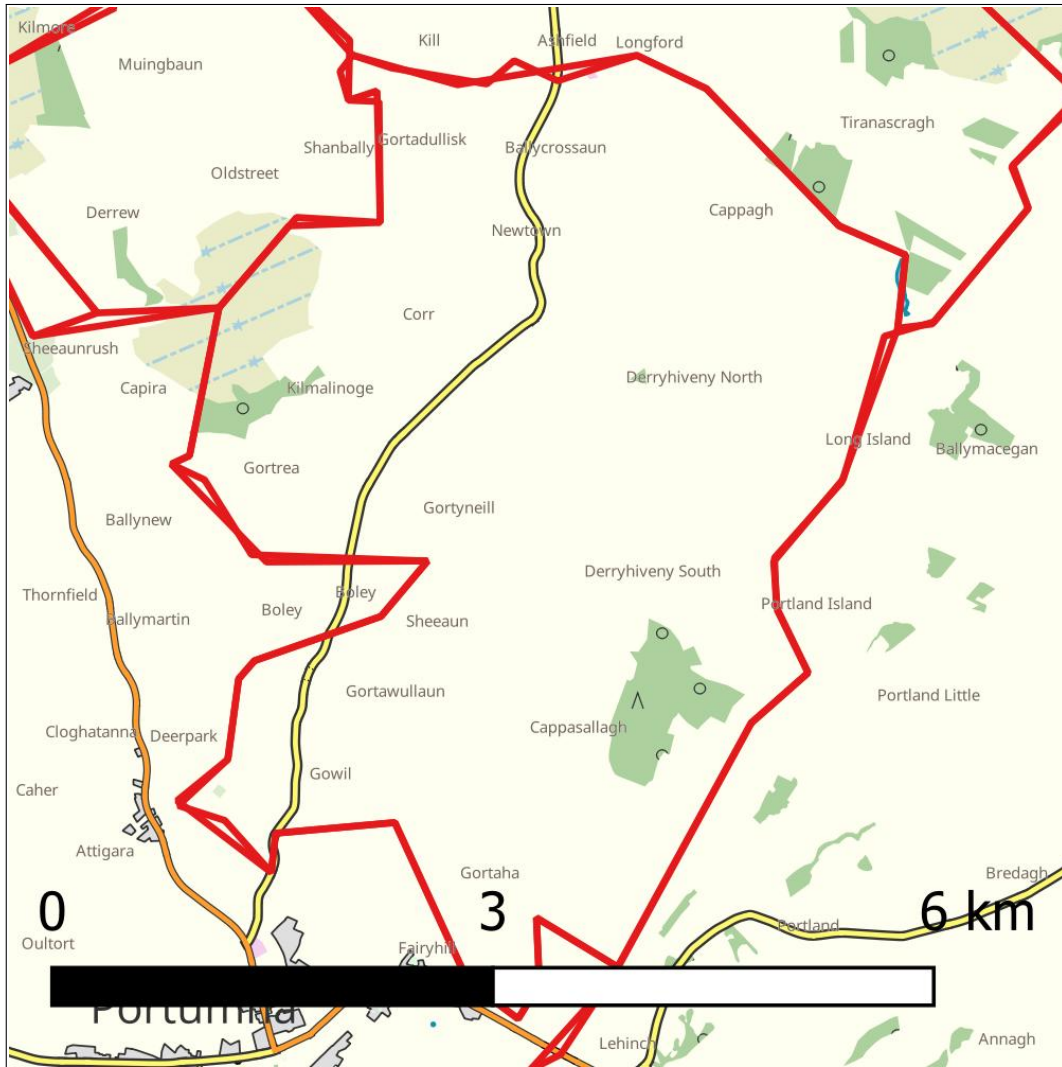 Kilmore
Kill
Ashfield
Longford
Muingbaun
Tiranascragh
Shanbally
Gortadullisk
Ballycrossaun
Oldstreet
Derrew
Cappagh
Newtown
Corr
Sheeaunrush
Capira
Kilmalinoge
Derryhiveny North
Long Island
Ballymacegan
Gortrea
Ballynew
Gortyneill
Derryhiveny South
Thornfield
Boley
Boley
Portland Island
Ballymartin
Sheeaun
Gortawullaun
Portland Little
Cloghatanna
Deerpark
Cappasallagh
Gowil
Caher
Attigara
Gortaha
Bredagh
0 3 6 km
Portland
Oultort
Fairyhill
Portumna
Lehinch
Annagh